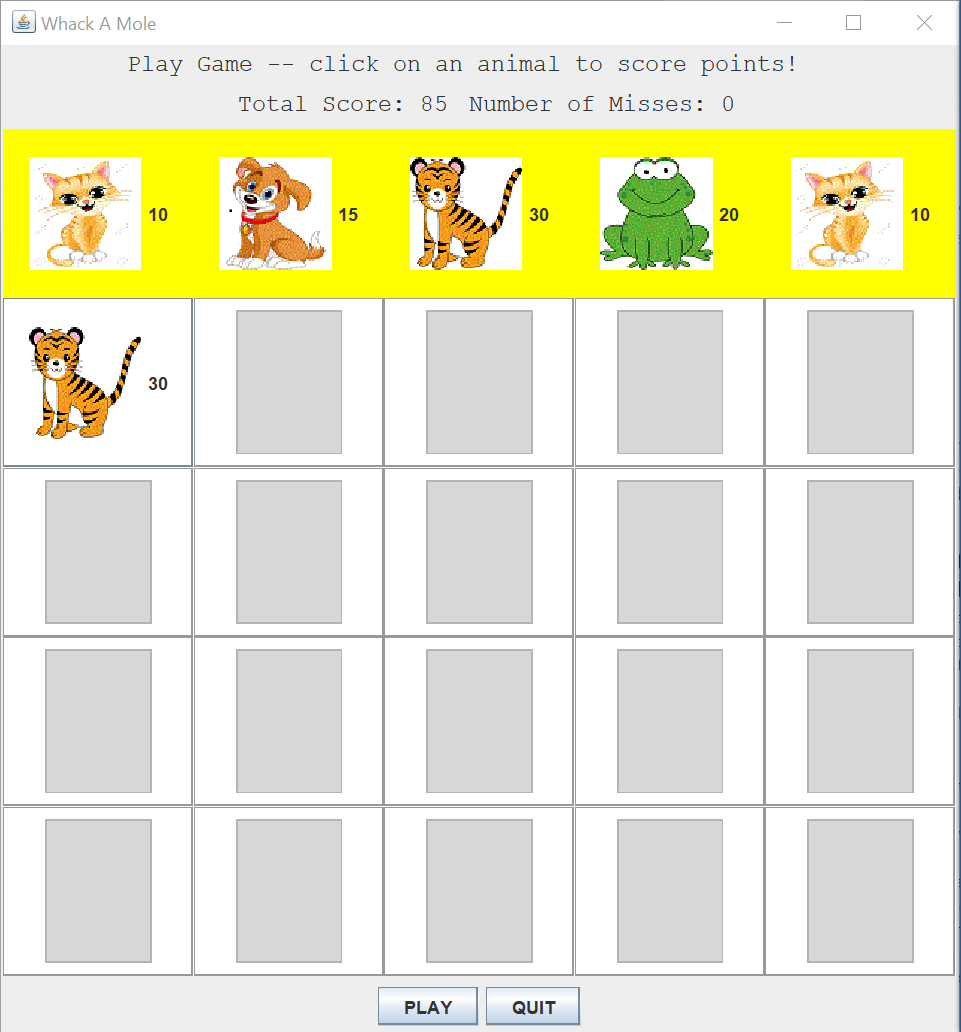 Whack A Mole
Play Game -- click on an animal to score points!
Total Score: 85 Number of Misses: 0
10 15 30 20 10
30
PLAY QUIT